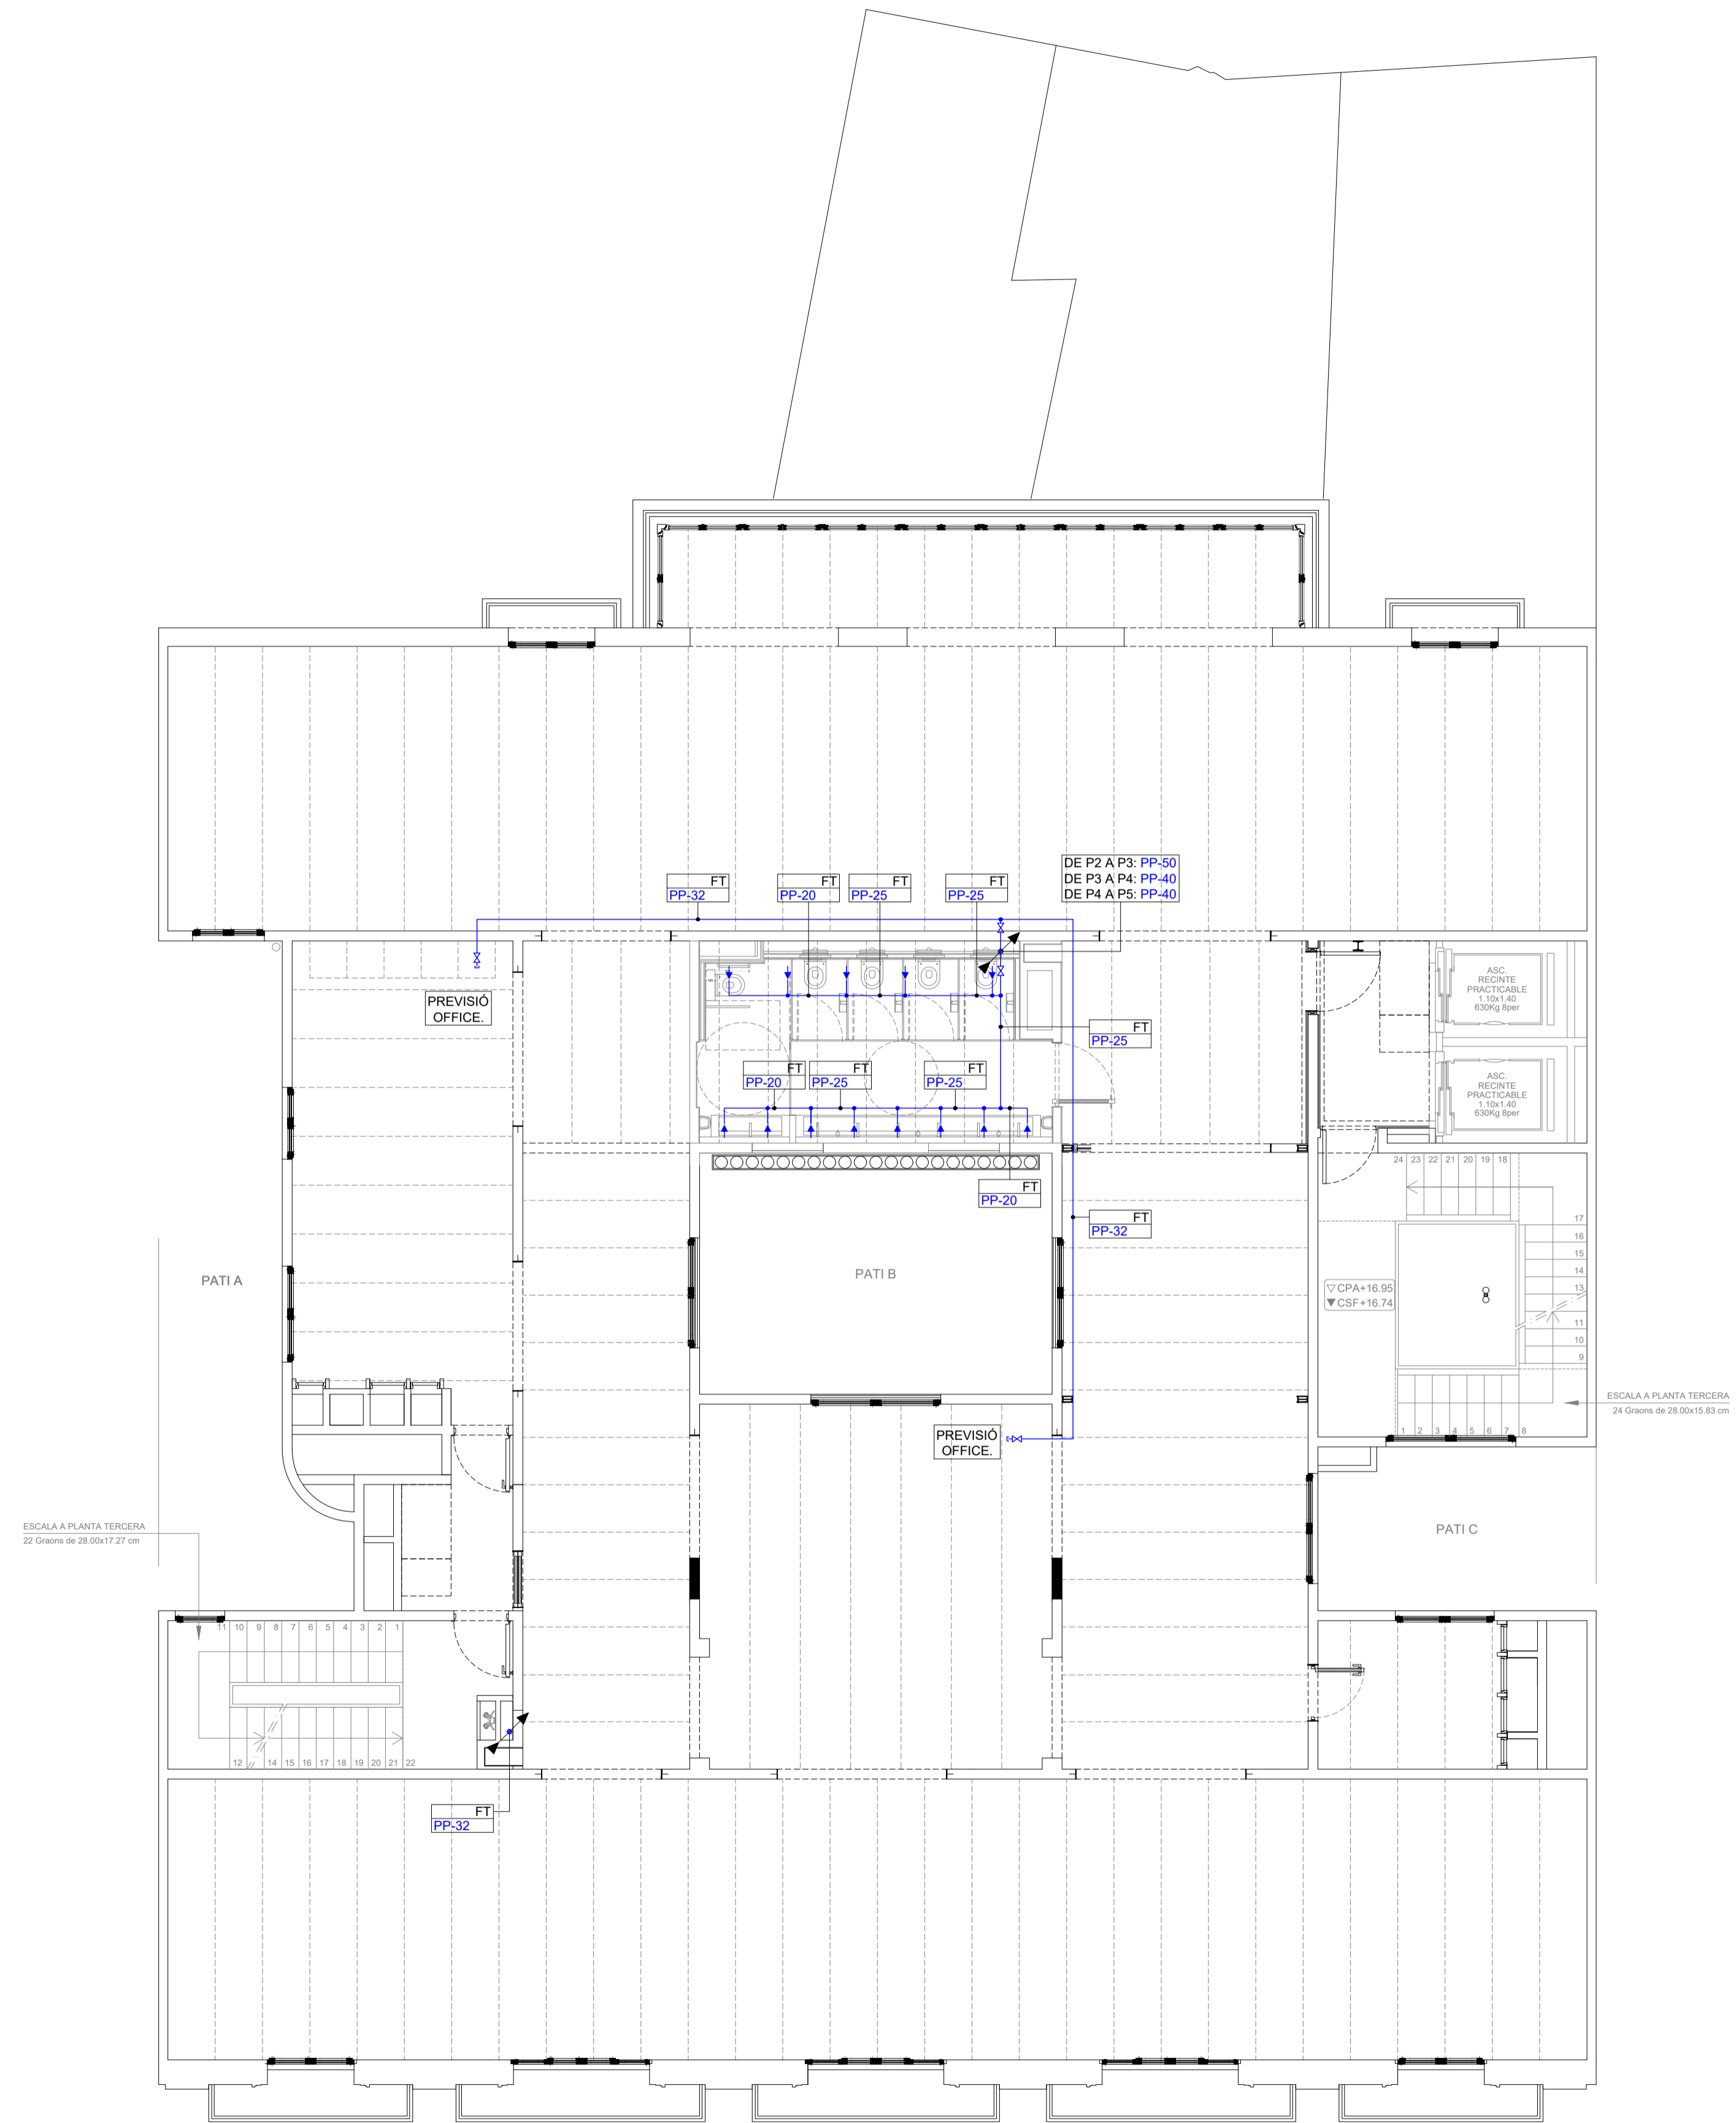 DE P2 A P3: PP-50
DE P3 A P4: PP-40
DE P4 A P5: PP-40
FT
PP-32
FT
PP-20
FT
PP-25
FT
PP-25
PREVISIÓ
OFFICE.
FT
PP-25
FT
PP-20
FT
PP-25
FT
PP-25
ASC.
RECINTE
PRACTICABLE
1.10x1.40
630Kg 8per
ASC.
RECINTE
PRACTICABLE
1.10x1.40
630Kg 8per
FT
PP-20
FT
PP-32
24 23 22 21 20 19 18
17
16
15
14
13
11
10
9
1 2 3 4 5 6 7 8
PATI A
PATI B
CPA+16.95
CSF+16.74
ESCALA A PLANTA TERCERA
24 Graons de 28.00x15.83 cm
PREVISIÓ
OFFICE.
PATI C
ESCALA A PLANTA TERCERA
22 Graons de 28.00x17.27 cm
11 10 9 8 7 6 5 4 3 2 1
12 14 15 16 17 18 19 20 21 22
FT
PP-32